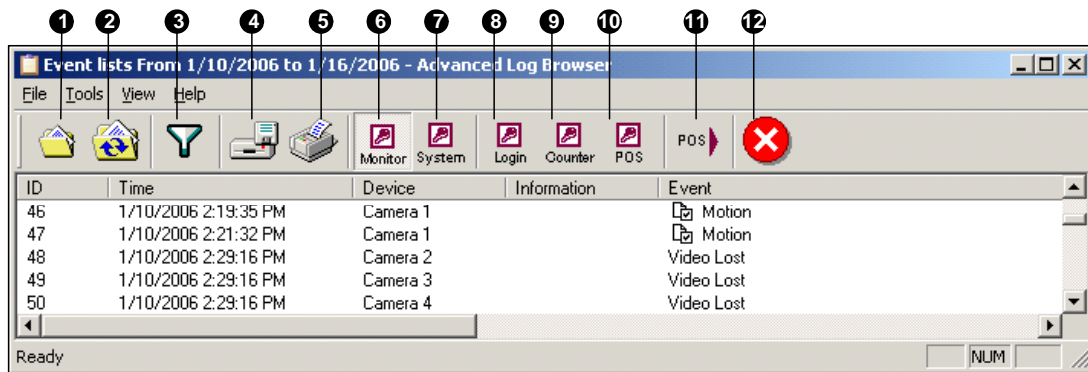 1 2 3 4 5 6 7 8 9 10 11 12
Event lists From 1/10/2006 to 1/16/2006 - Advanced Log Browser
File Tools View Help
Monitor System Login Counter POS POS
ID Time Device Information Event
46 1/10/2006 2:19:35 PM Camera 1 Motion
47 1/10/2006 2:21:32 PM Camera 1 Motion
48 1/10/2006 2:29:16 PM Camera 2 Video Lost
49 1/10/2006 2:29:16 PM Camera 3 Video Lost
50 1/10/2006 2:29:16 PM Camera 4 Video Lost
Ready NUM